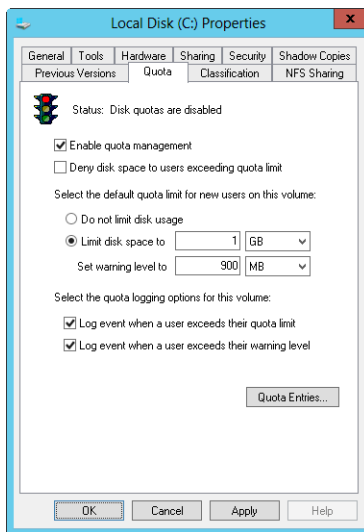 Local Disk (C:) Properties
x
General Tools Hardware Sharing Security Shadow Copies
Previous Versions Quota Classification NFS Sharing
Status: Disk quotas are disabled
Enable quota management
Deny disk space to users exceeding quota limit
Select the default quota limit for new users on this volume:
Do not limit disk usage
Limit disk space to 1 GB
Set warning level to 900 MB
Select the quota logging options for this volume:
Log event when a user exceeds their quota limit
Log event when a user exceeds their warning level
Quota Entries...
OK Cancel Apply Help